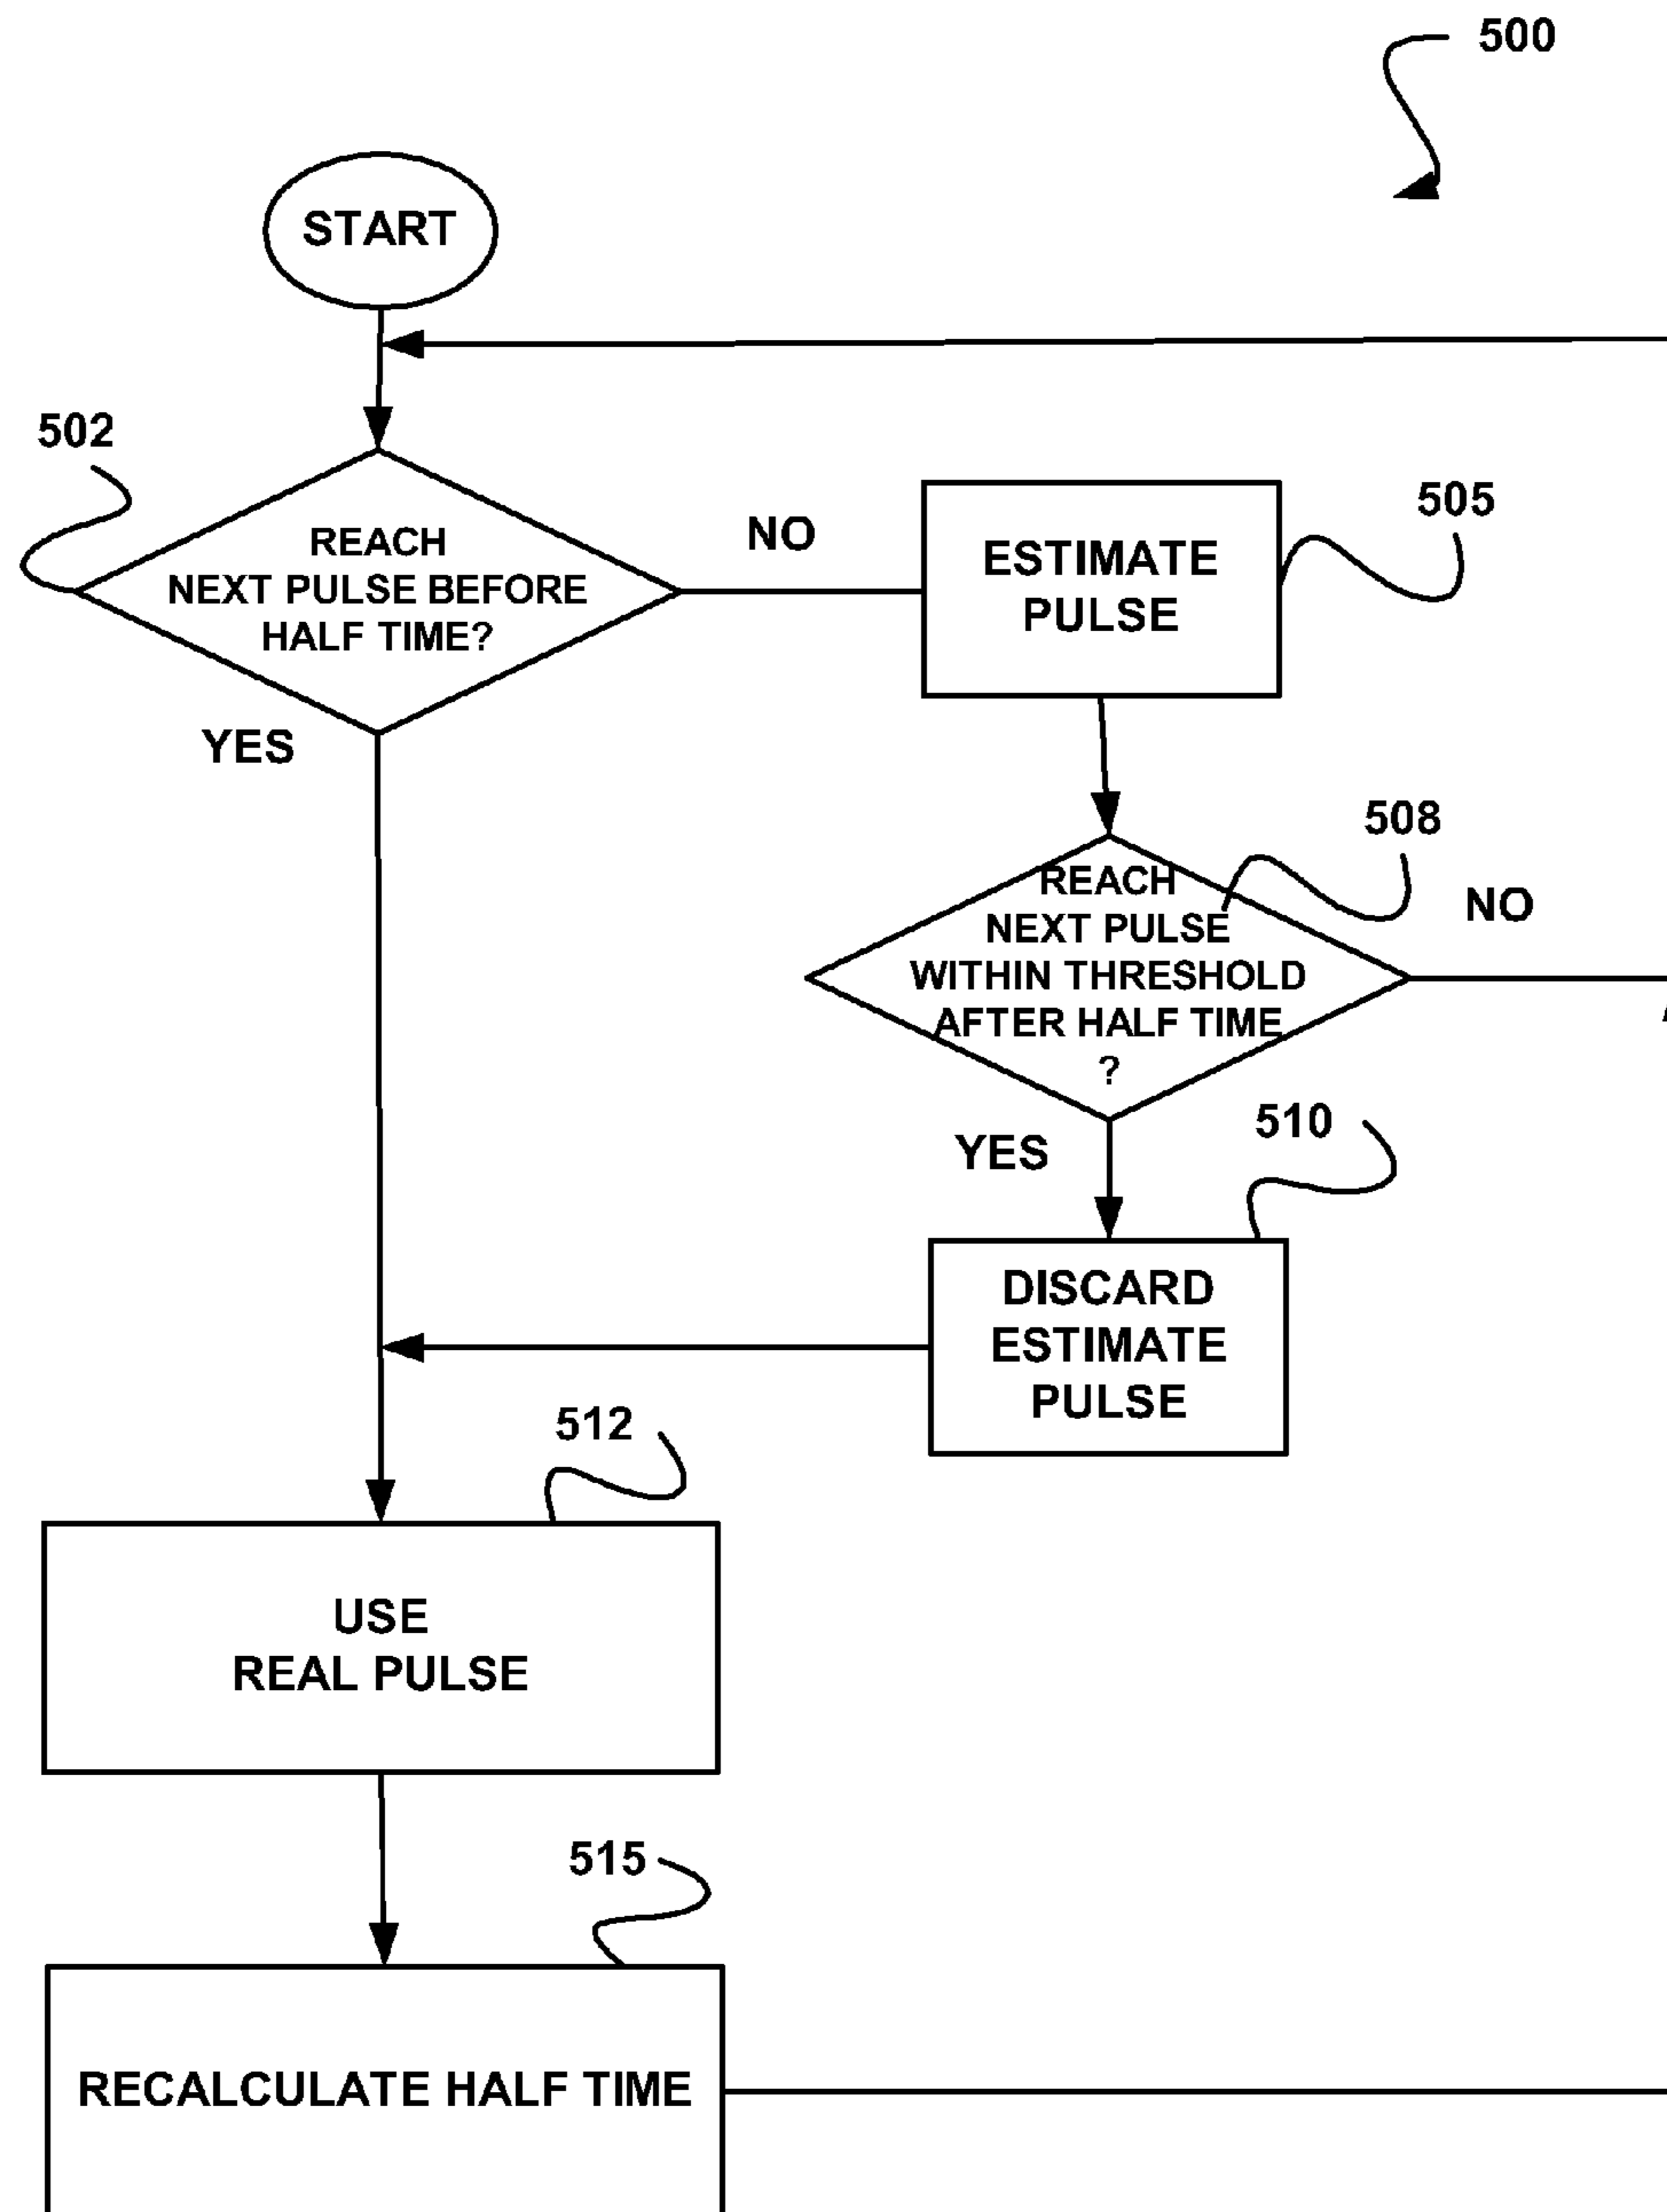 500
START
502
REACH
NEXT PULSE BEFORE
HALF TIME?
NO
ESTIMATE
PULSE
505
YES
508
REACH
NEXT PULSE
WITHIN THRESHOLD
AFTER HALF TIME
?
NO
YES
510
DISCARD
ESTIMATE
PULSE
512
USE
REAL PULSE
515
RECALCULATE HALF TIME